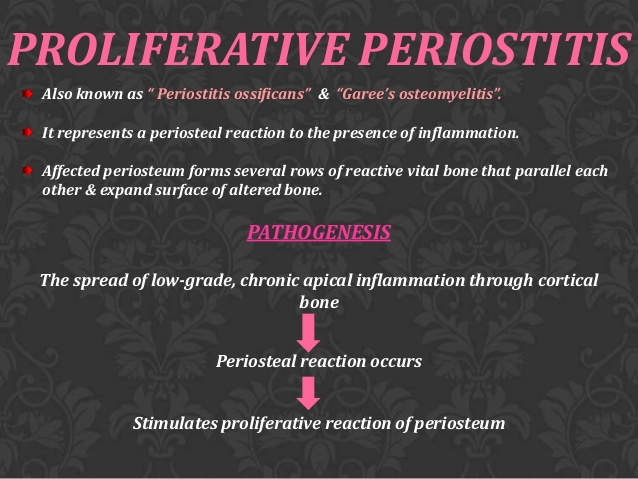 PROLIFERATIVE PERIOSTITIS
Also known as “ Periostitis ossificans” & “Garee’s osteomyelitis”.
It represents a periosteal reaction to the presence of inflammation.
Affected periosteum forms several rows of reactive vital bone that parallel each
other & expand surface of altered bone.
PATHOGENESIS
The spread of low-grade, chronic apical inflammation through cortical
bone
Periosteal reaction occurs
Stimulates proliferative reaction of periosteum